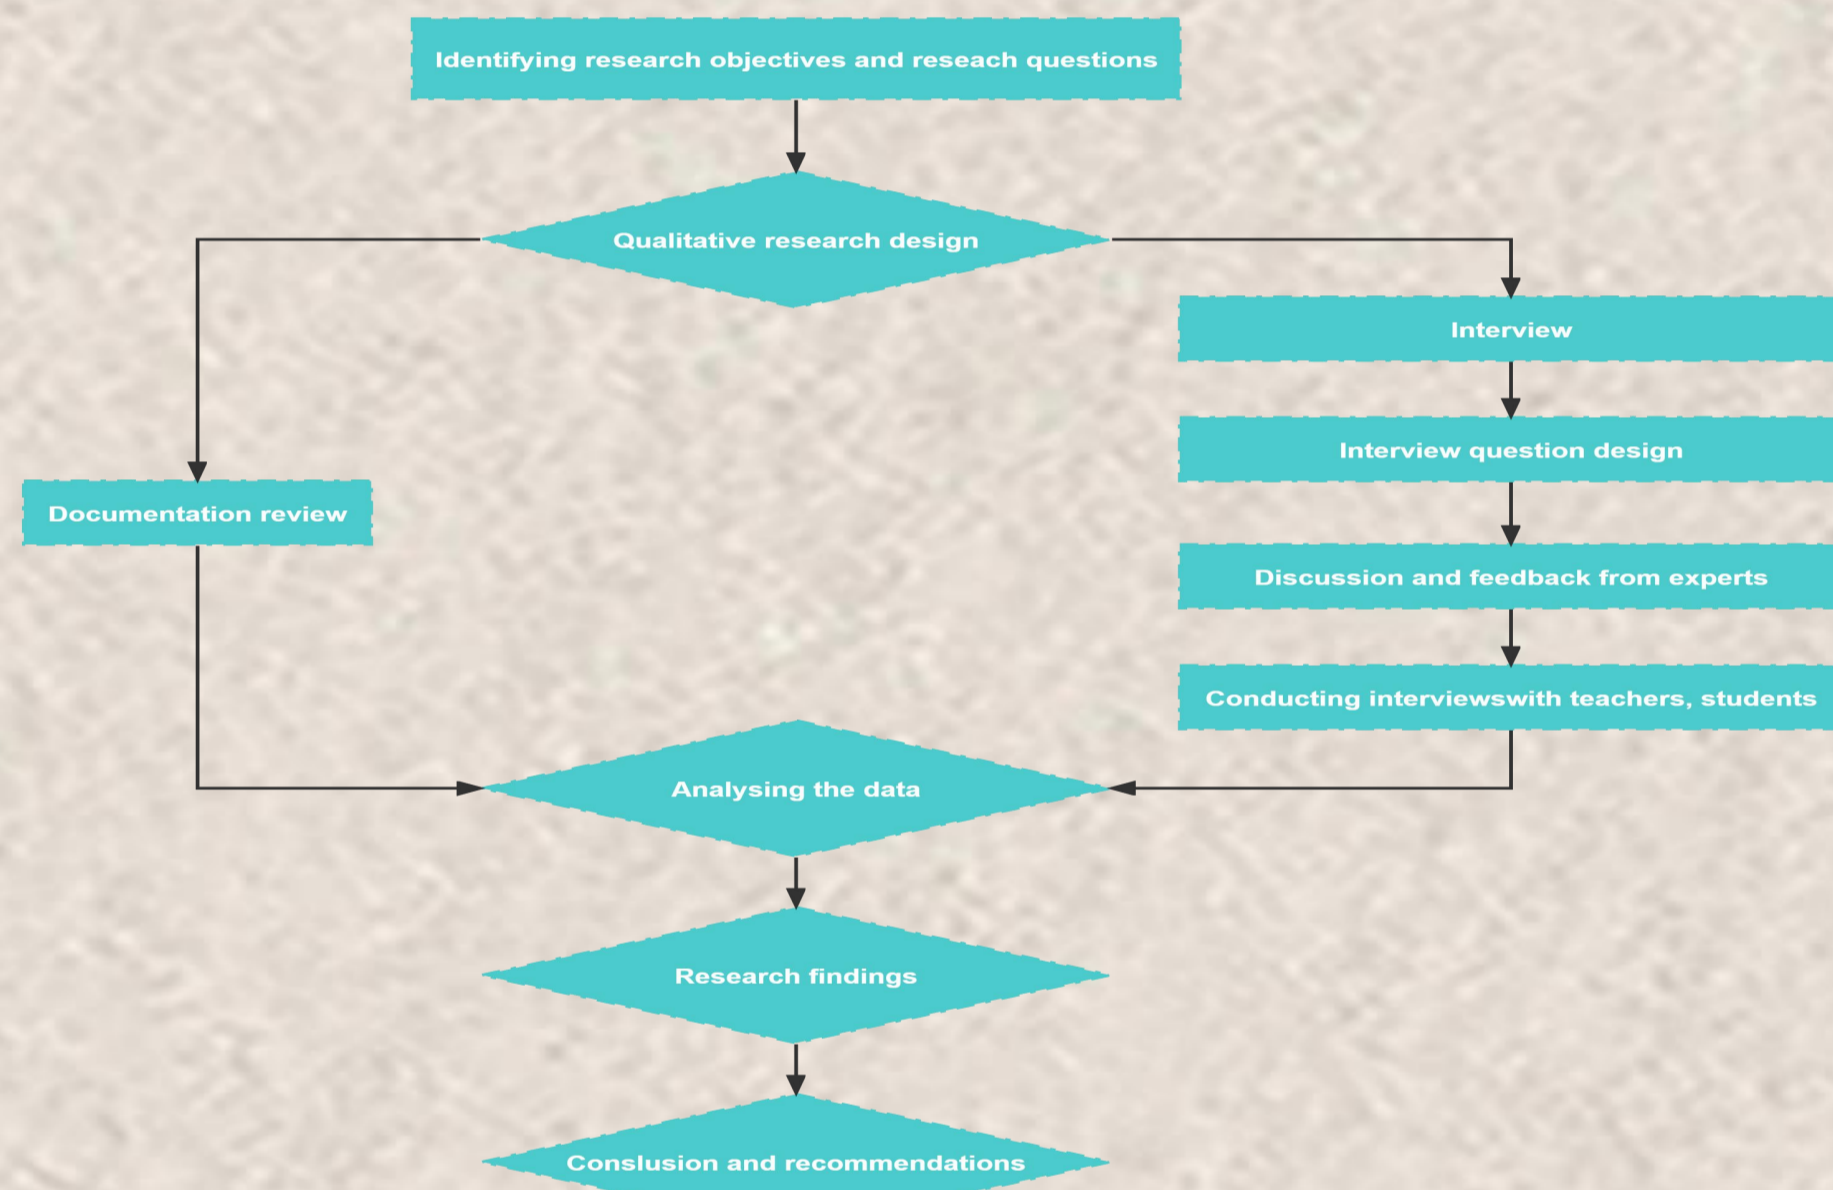 Identifying research objectives and reseach questions
Qualitative research design
Interview
Interview question design
Documentation review
Discussion and feedback from experts
Conducting interviewswith teachers, students
Analysing the data
Research findings
Conslusion and recommendations